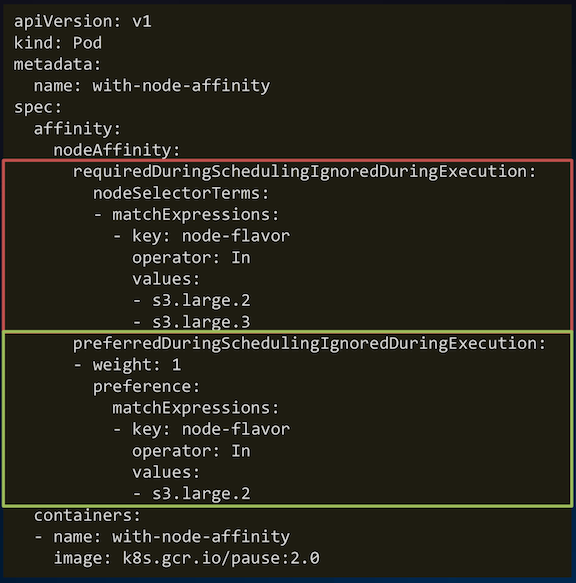 apiVersion: v1
kind: Pod
metadata:
  name: with-node-affinity
spec:
  affinity:
    nodeAffinity:
      requiredDuringSchedulingIgnoredDuringExecution:
        nodeSelectorTerms:
        - matchExpressions:
          - key: node-flavor
            operator: In
            values:
            - s3.large.2
            - s3.large.3
      preferredDuringSchedulingIgnoredDuringExecution:
      - weight: 1
        preference:
          matchExpressions:
          - key: node-flavor
            operator: In
            values:
            - s3.large.2
  containers:
  - name: with-node-affinity
    image: k8s.gcr.io/pause:2.0